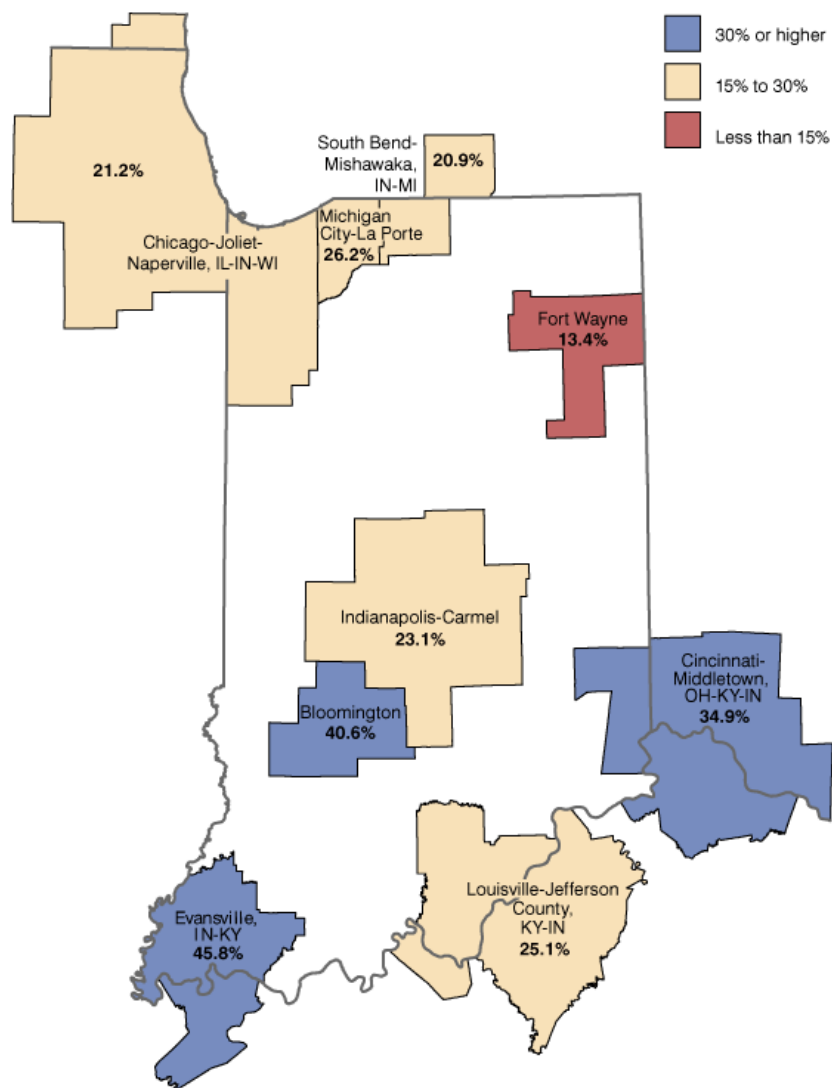 30% or higher
15% to 30%
Less than 15%
South Bend-
Mishawaka,
IN-MI
20.9%
21.2%
Chicago-Joliet-
Naperville, IL-IN-WI
Michigan
City-La Porte
26.2%
Fort Wayne
13.4%
Indianapolis-Carmel
23.1%
Bloomington
40.6%
Cincinnati-
Middletown,
OH-KY-IN
34.9%
Louisville-Jefferson
County,
KY-IN
25.1%
Evansville,
IN-KY
45.8%